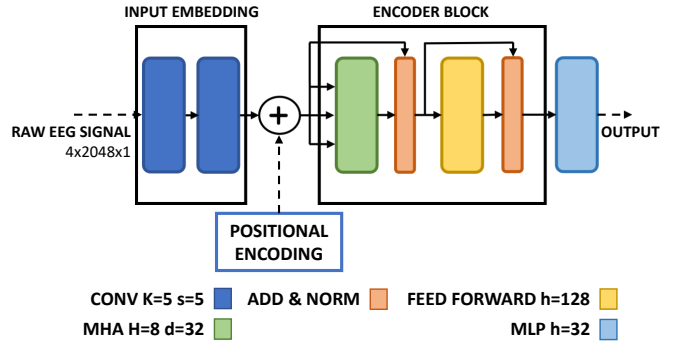 INPUT EMBEDDING
ENCODER BLOCK
RAW EEG SIGNAL
4x2048x1
+
OUTPUT
POSITIONAL
ENCODING
CONV K=5 s=5
ADD & NORM
FEED FORWARD h=128
MHA H=8 d=32
MLP h=32